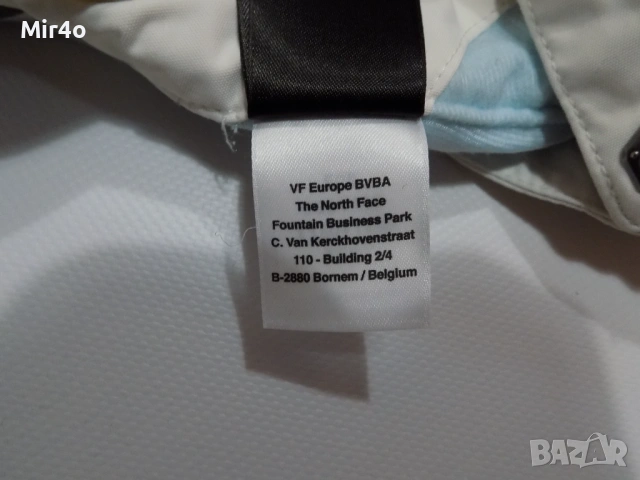 Mir4o
VF Europe BVBA
The North Face
Fountain Business Park
C. Van Kerckhovenstraat
110 - Building 2/4
B-2880 Bornem / Belgium
BAZAR